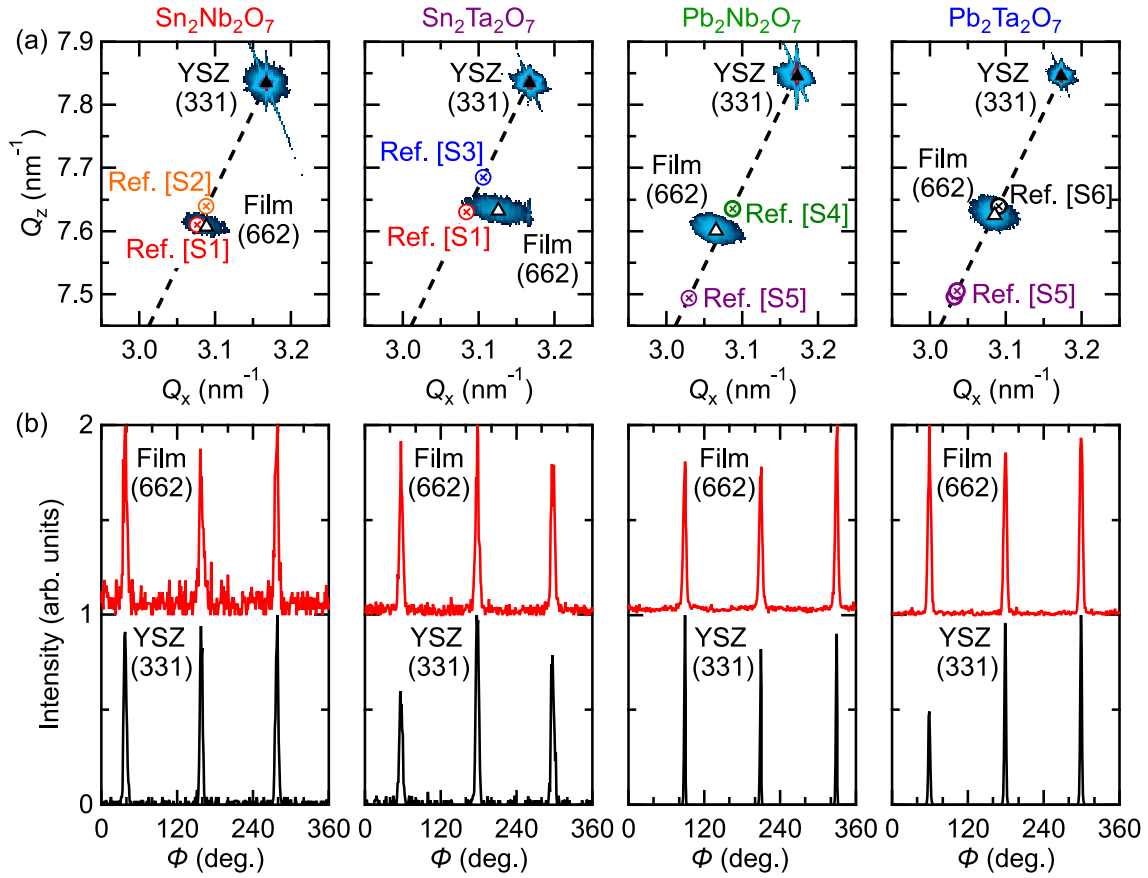 Sn₂Nb₂O₇ Sn₂Ta₂O₇ Pb₂Nb₂O₇ Pb₂Ta₂O₇
(a)
7.9
7.8
7.7
7.6
7.5
Q_z (nm⁻¹)
YSZ
(331)
Ref. [S2]
Film
(662)
Ref. [S1]
3.0 3.1 3.2
Q_x (nm⁻¹)
YSZ
(331)
Ref. [S3]
Ref. [S1]
Film
(662)
3.0 3.1 3.2
Q_x (nm⁻¹)
YSZ
(331)
Film
(662)
Ref. [S4]
Ref. [S5]
3.0 3.1 3.2
Q_x (nm⁻¹)
YSZ
(331)
Film
(662)
Ref. [S6]
Ref. [S5]
3.0 3.1 3.2
Q_x (nm⁻¹)
(b)
2
1
0
Intensity (arb. units)
Film
(662)
YSZ
(331)
0 120 240 360
Φ (deg.)
Film
(662)
YSZ
(331)
0 120 240 360
Φ (deg.)
Film
(662)
YSZ
(331)
0 120 240 360
Φ (deg.)
Film
(662)
YSZ
(331)
0 120 240 360
Φ (deg.)